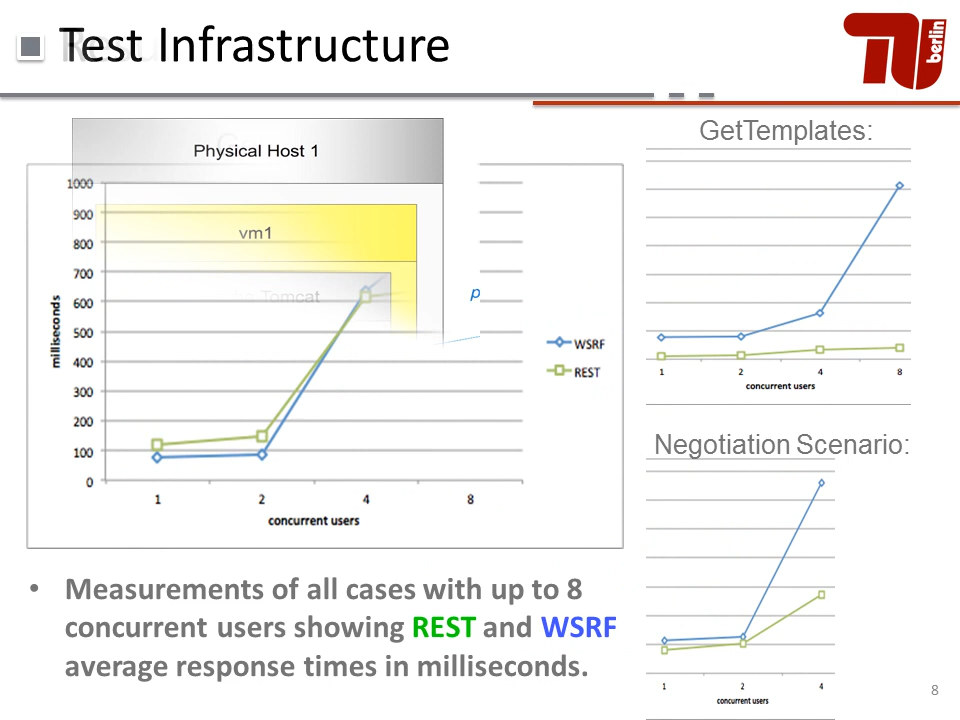 Test Infrastructure
berlin
GetTemplates:
Physical Host 1
1000
900
800
700
600
500
400
300
200
100
0
milliseconds
vm1
Tomcat
p
WSRF
REST
1 2 4 8
concurrent users
1 2 4 8
concurrent users
Negotiation Scenario:
1 2 4
concurrent users
• Measurements of all cases with up to 8
concurrent users showing REST and WSRF
average response times in milliseconds.
8